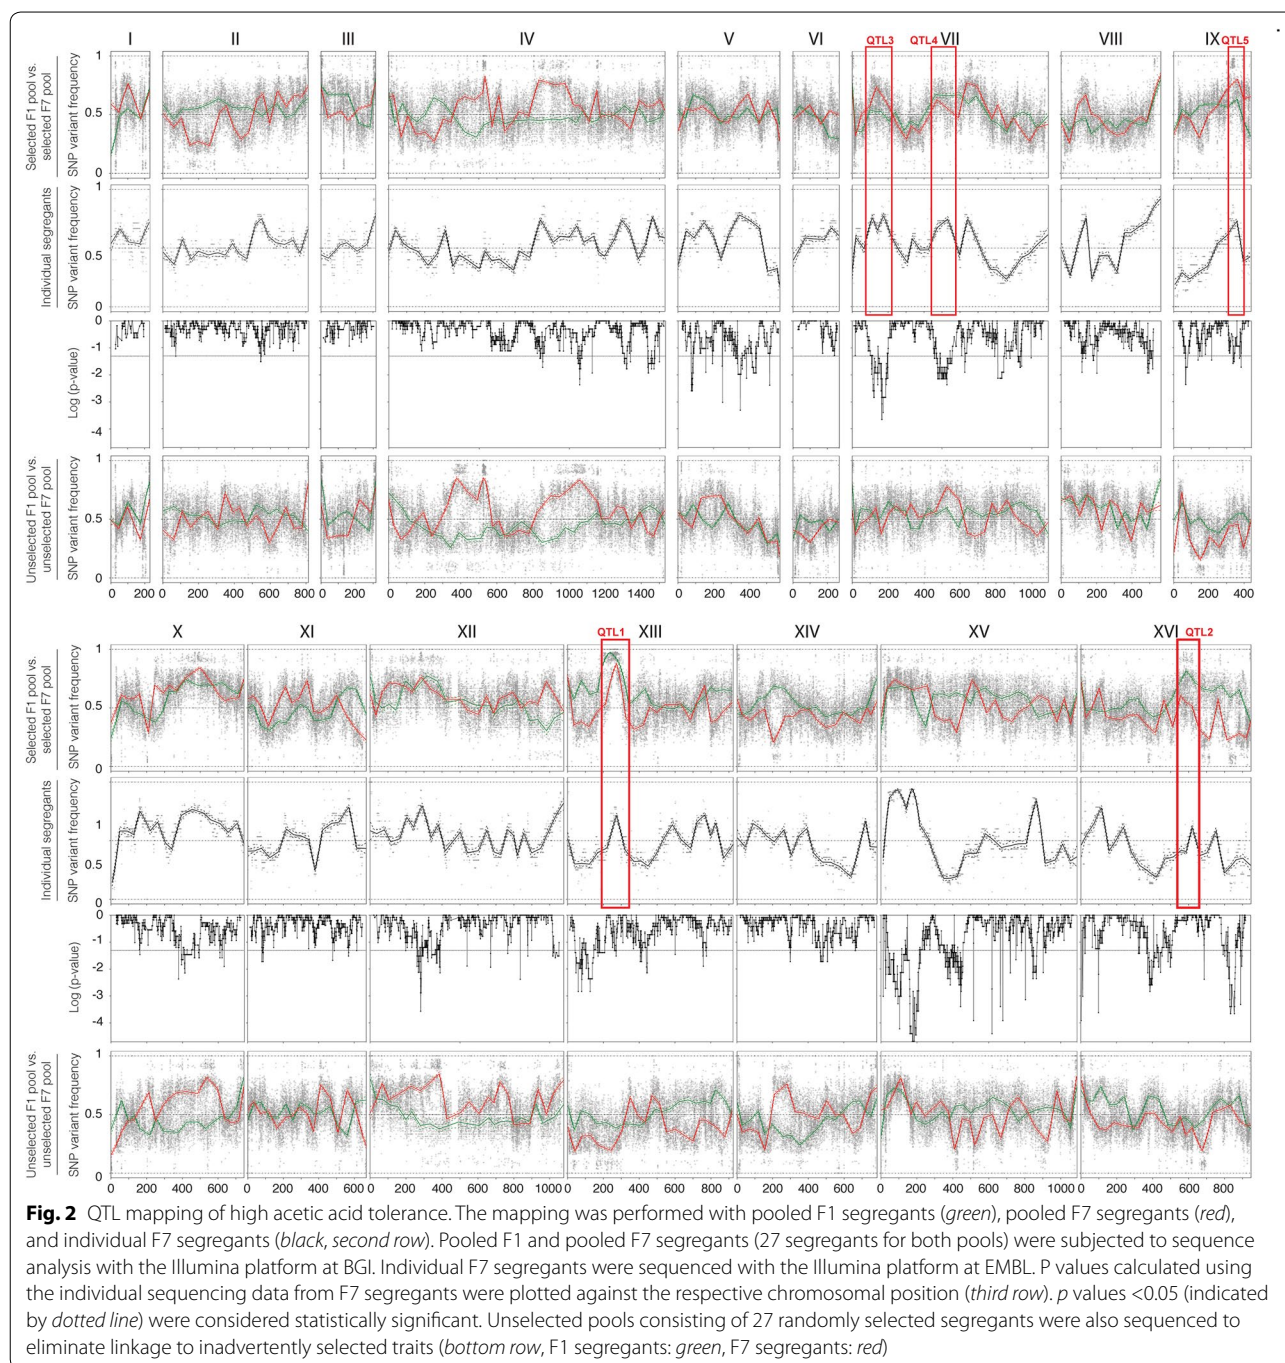 I II III IV V VI QTL3 QTL4 VII VIII IX QTL5
Selected F1 pool vs.
selected F7 pool
SNP variant frequency
1
0.5
0
Individual segregants
SNP variant frequency
1
0.5
0
Log (p-value)
0
-1
-2
-3
-4
Unselected F1 pool vs.
unselected F7 pool
SNP variant frequency
1
0.5
0
0 200 0 200 400 600 800 0 200 0 200 400 600 800 1000 1200 1400 0 200 400 0 200 0 200 400 600 800 1000 0 200 400 0 200 400
X XI XII QTL1 XIII XIV XV XVI QTL2
Selected F1 pool vs.
selected F7 pool
SNP variant frequency
1
0.5
0
Individual segregants
SNP variant frequency
1
0.5
0
Log (p-value)
0
-1
-2
-3
-4
Unselected F1 pool vs.
unselected F7 pool
SNP variant frequency
1
0.5
0
0 200 400 600 0 200 400 600 0 200 400 600 800 1000 0 200 400 600 800 0 200 400 600 0 200 400 600 800 1000 0 200 400 600 800
Fig. 2 QTL mapping of high acetic acid tolerance. The mapping was performed with pooled F1 segregants (green), pooled F7 segregants (red),
and individual F7 segregants (black, second row). Pooled F1 and pooled F7 segregants (27 segregants for both pools) were subjected to sequence
analysis with the Illumina platform at BGI. Individual F7 segregants were sequenced with the Illumina platform at EMBL. P values calculated using
the individual sequencing data from F7 segregants were plotted against the respective chromosomal position (third row). p values <0.05 (indicated
by dotted line) were considered statistically significant. Unselected pools consisting of 27 randomly selected segregants were also sequenced to
eliminate linkage to inadvertently selected traits (bottom row, F1 segregants: green, F7 segregants: red)